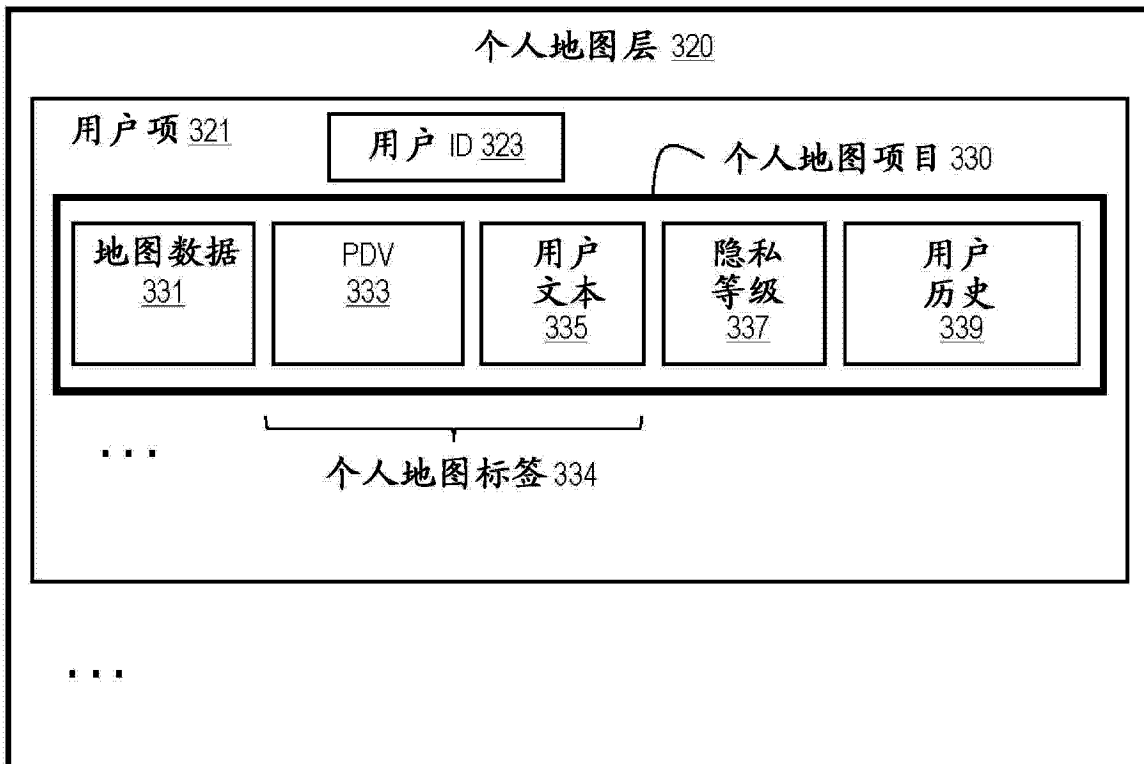 个人地图层 320
用户项 321
用户 ID 323
个人地图项目 330
地图数据
331
PDV
333
用户
文本
335
隐私
等级
337
用户
历史
339
...
个人地图标签 334
...